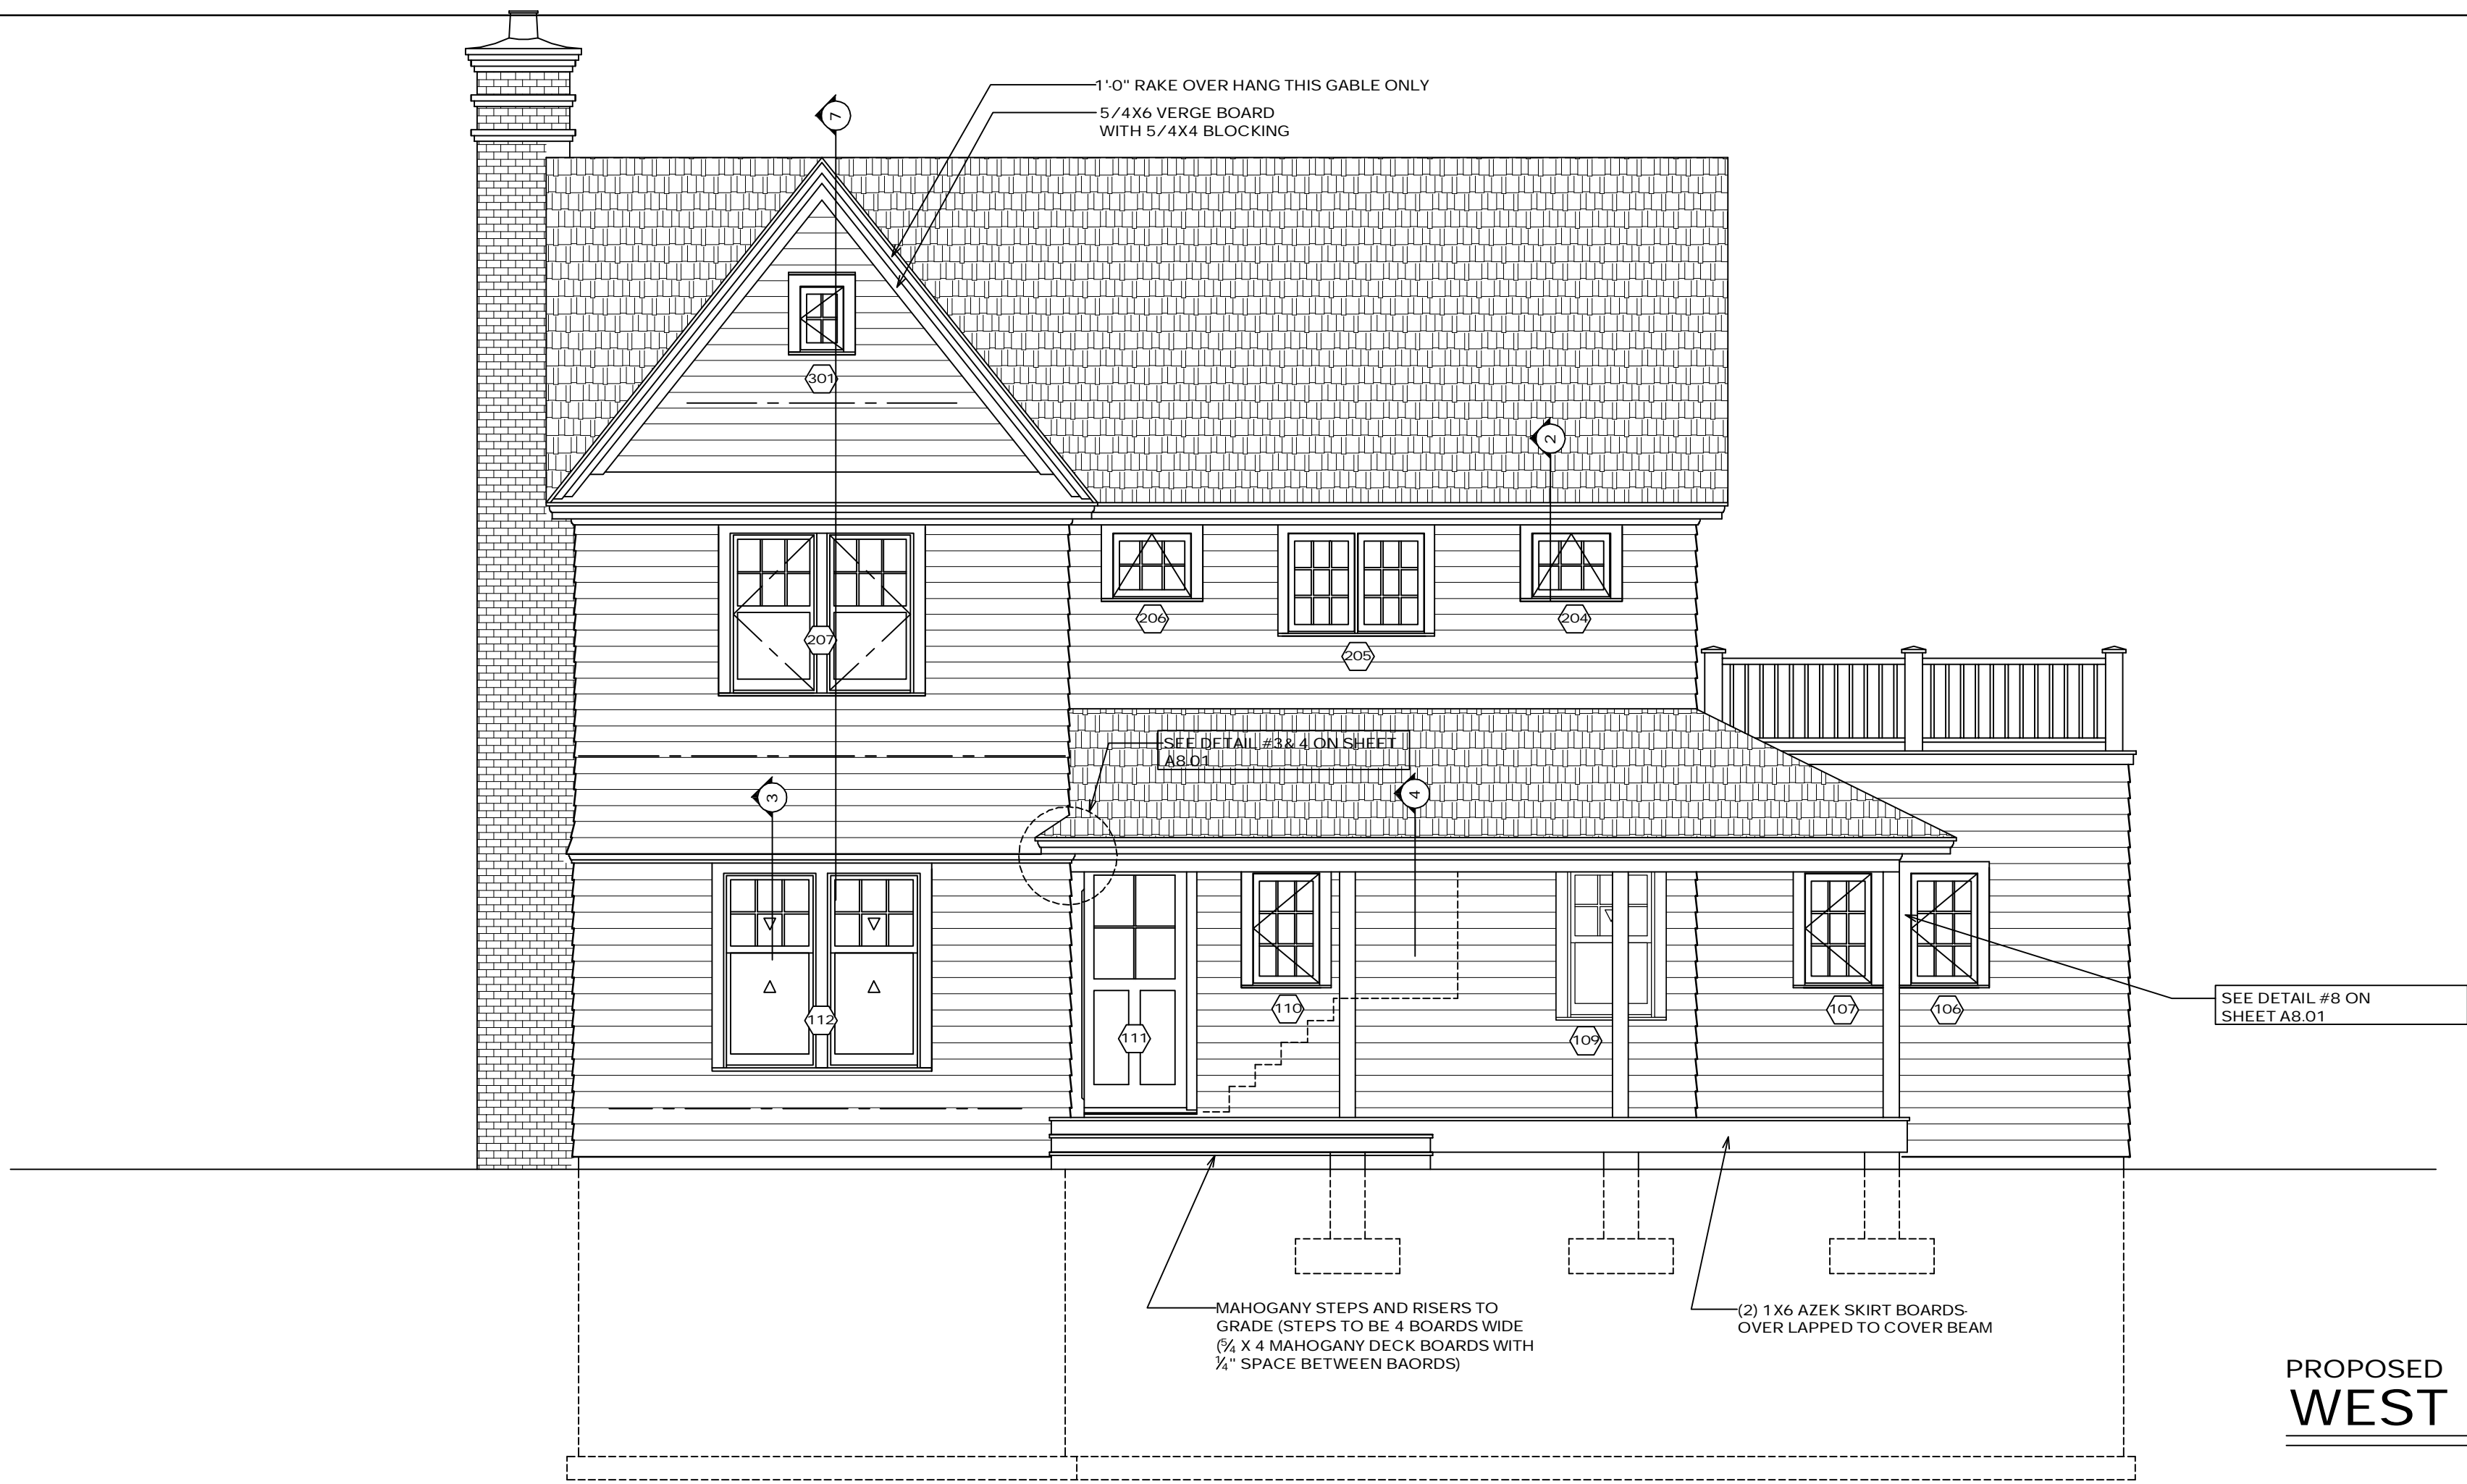 1'-0" RAKE OVER HANG THIS GABLE ONLY
5/4X6 VERGE BOARD
WITH 5/4X4 BLOCKING
7
301
2
207
206
205
204
SEE DETAIL #3& 4 ON SHEET
A8.01
3
4
112
111
110
109
107
106
SEE DETAIL #8 ON
SHEET A8.01
MAHOGANY STEPS AND RISERS TO
GRADE (STEPS TO BE 4 BOARDS WIDE
(5/4 X 4 MAHOGANY DECK BOARDS WITH
1/4" SPACE BETWEEN BAORDS)
(2) 1X6 AZEK SKIRT BOARDS-
OVER LAPPED TO COVER BEAM
PROPOSED
WEST